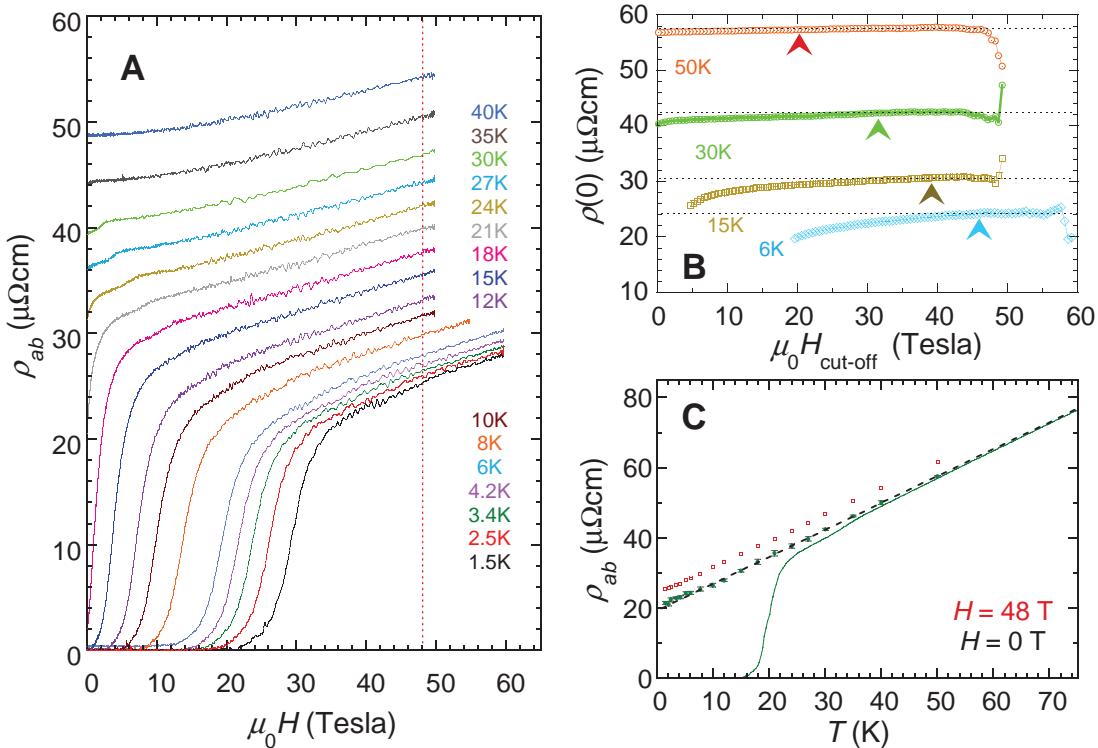 A
60
50
40
30
20
10
0
ρab (μΩcm)
0 10 20 30 40 50 60
μ0H (Tesla)
40K
35K
30K
27K
24K
21K
18K
15K
12K
10K
8K
6K
4.2K
3.4K
2.5K
1.5K
B
60
50
40
30
20
10
ρ(0) (μΩcm)
50K
30K
15K
6K
0 10 20 30 40 50 60
μ0Hcut-off (Tesla)
C
80
60
40
20
0
ρab (μΩcm)
H = 48 T
H = 0 T
0 10 20 30 40 50 60 70
T (K)